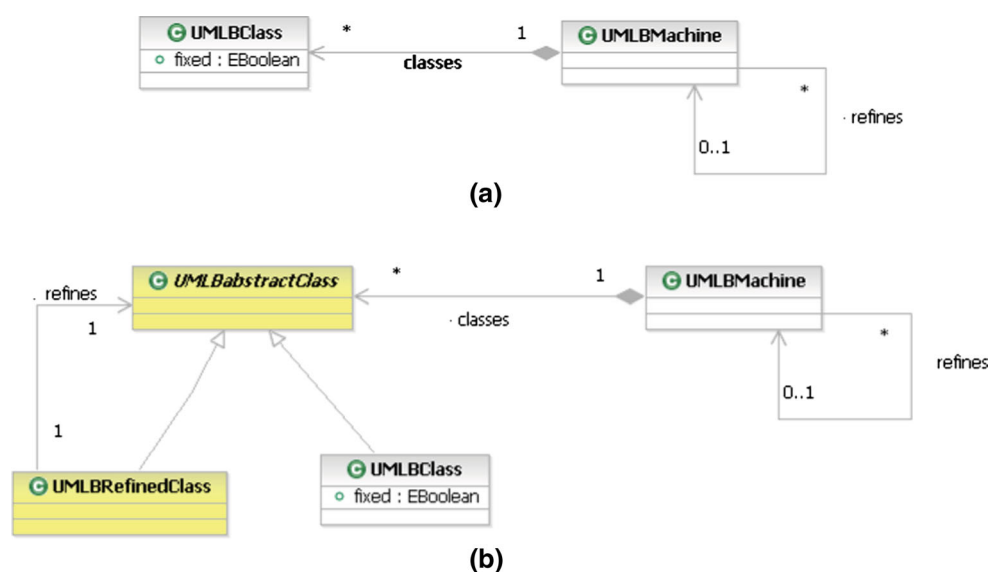 UMLBClass
fixed : EBoolean
*
1
classes
UMLBMachine
*
. refines
0..1
(a)
UMLBabstractClass
. refines
1
1
*
1
. classes
UMLBMachine
*
refines
0..1
UMLBRefinedClass
UMLBClass
fixed : EBoolean
(b)